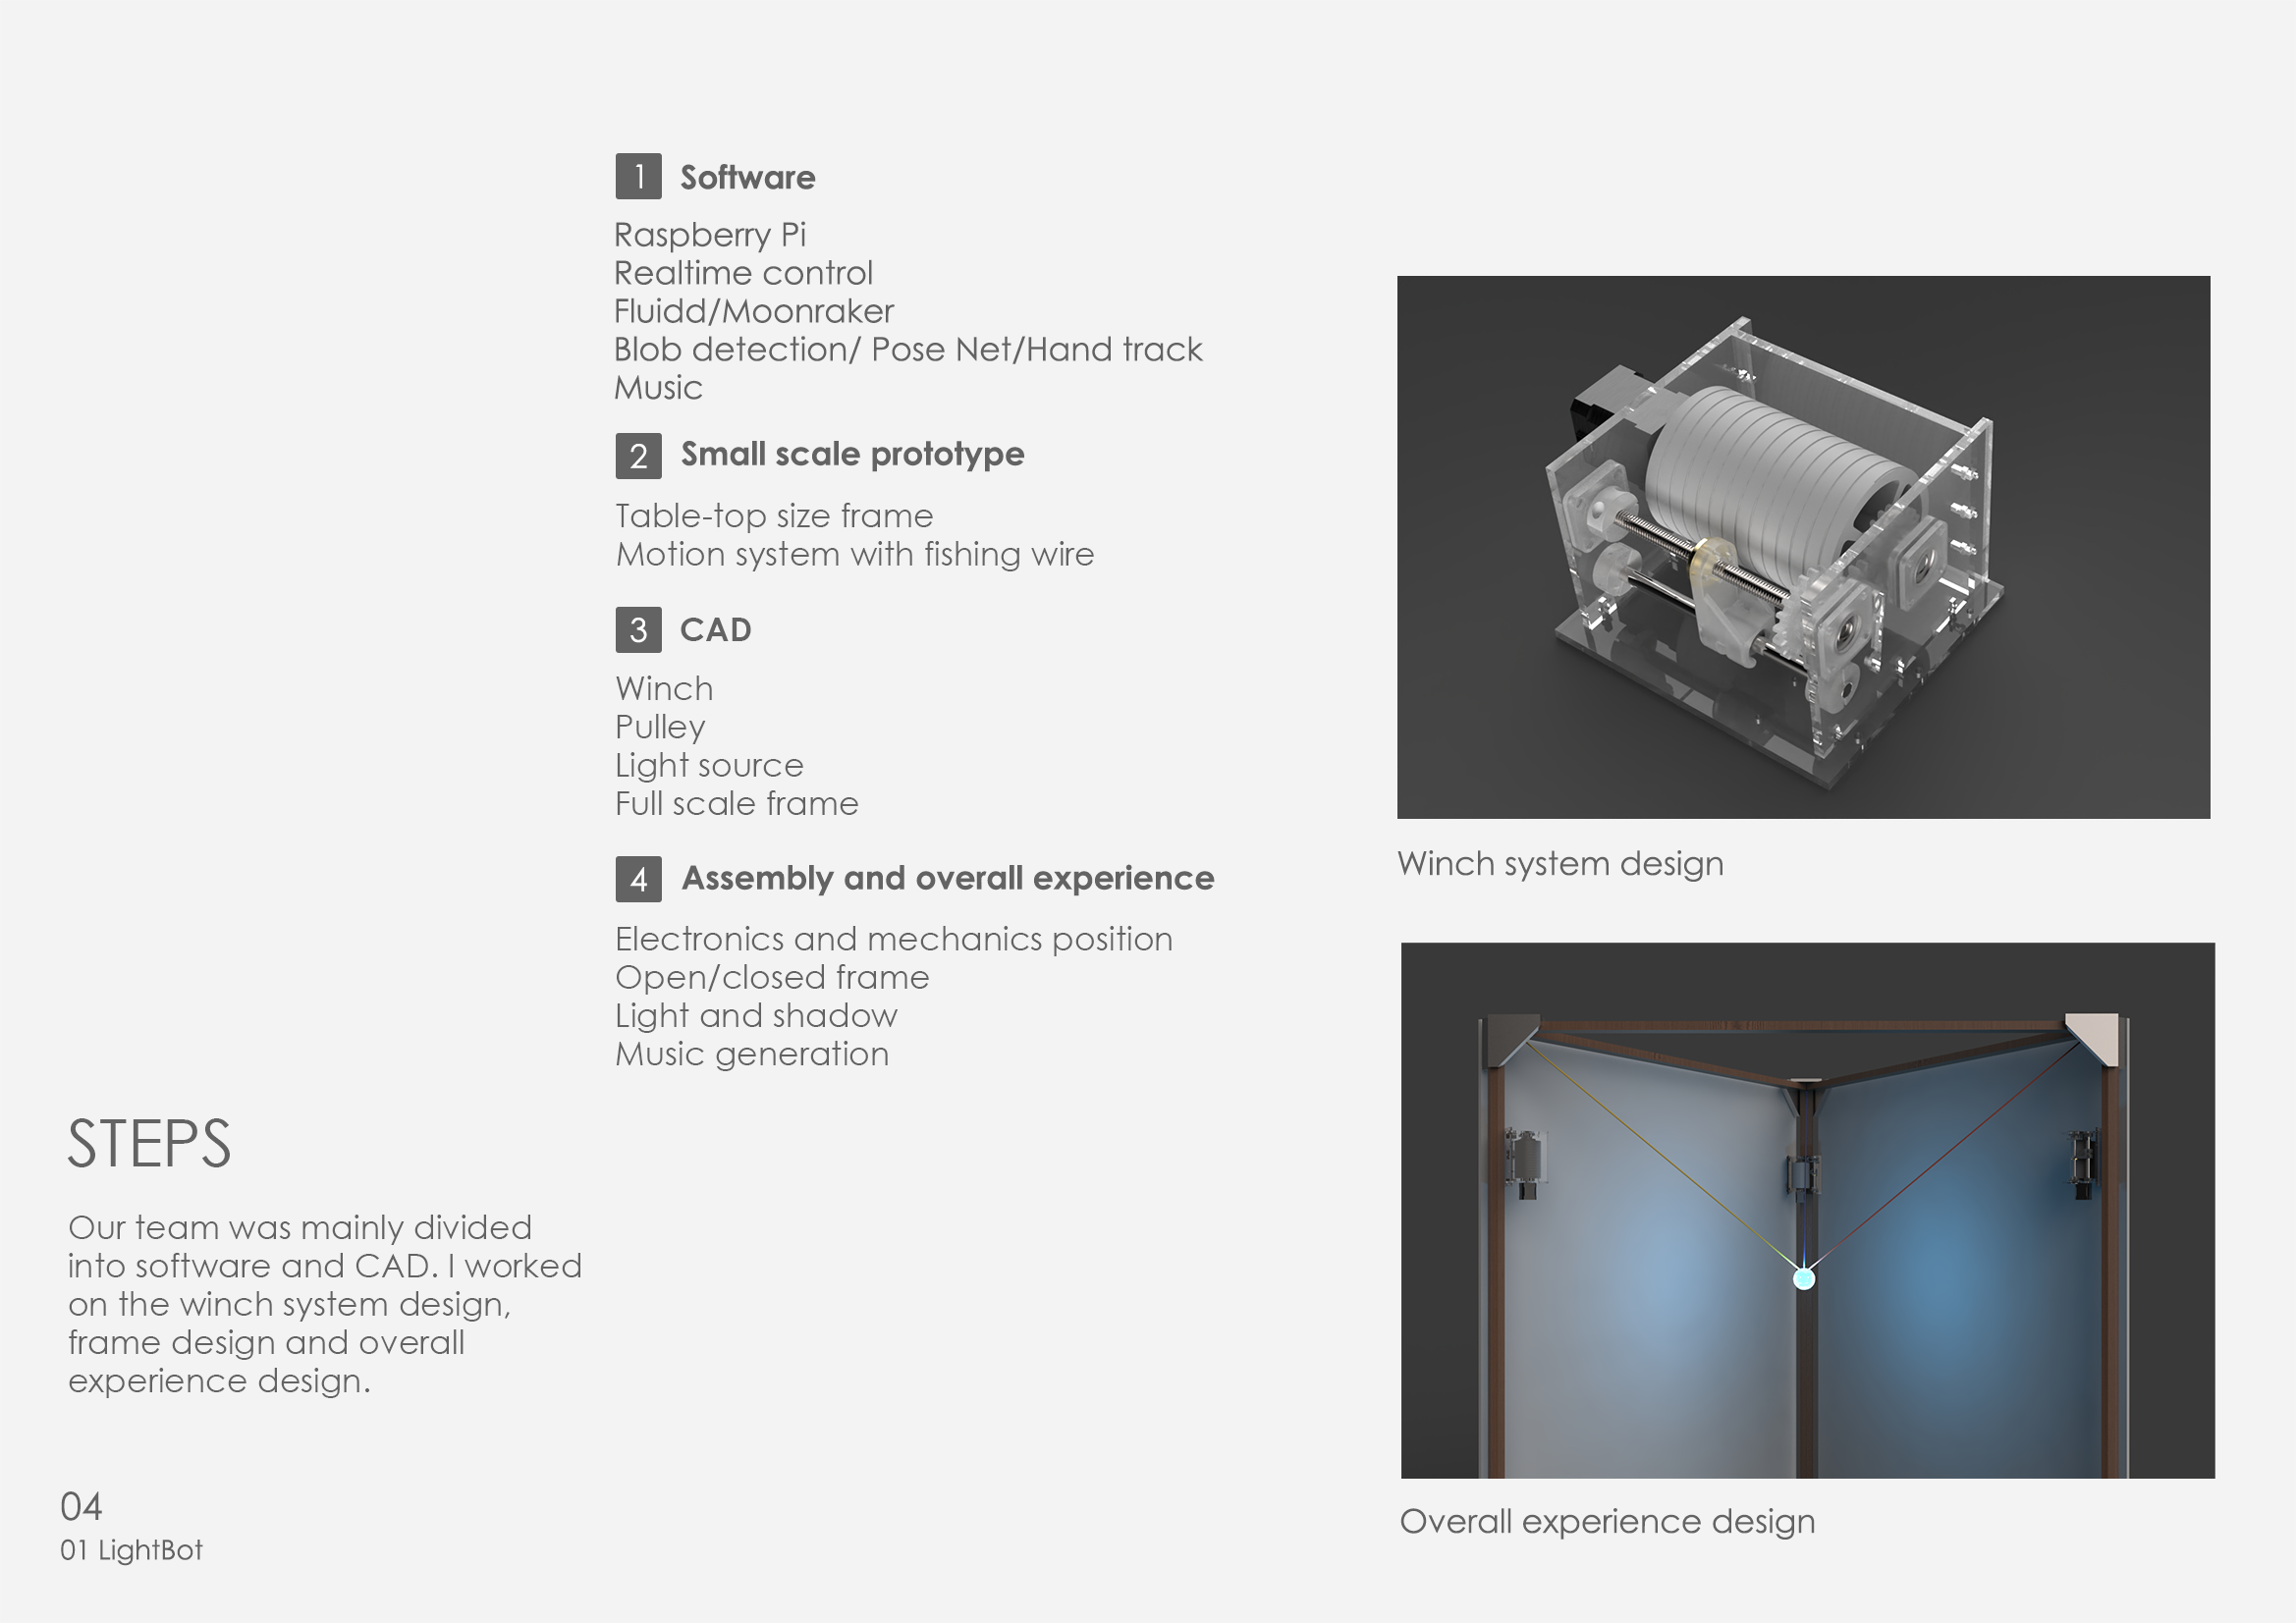 1 Software
Raspberry Pi
Realtime control
Fluidd/Moonraker
Blob detection/ Pose Net/Hand track
Music
2 Small scale prototype
Table-top size frame
Motion system with fishing wire
3 CAD
Winch
Pulley
Light source
Full scale frame
4 Assembly and overall experience
Electronics and mechanics position
Open/closed frame
Light and shadow
Music generation
STEPS
Our team was mainly divided
into software and CAD. I worked
on the winch system design,
frame design and overall
experience design.
04
01 LightBot
Winch system design
Overall experience design